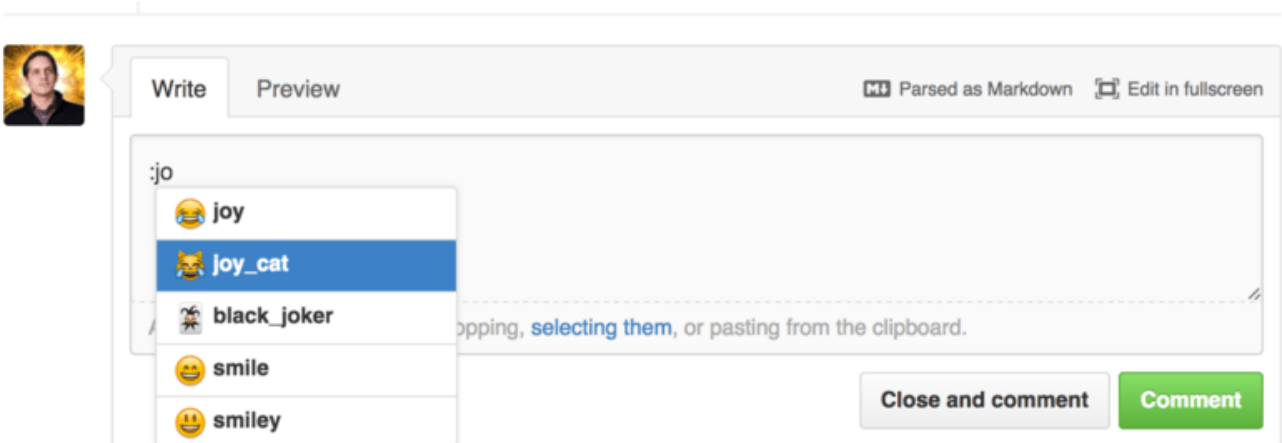 Write Preview Parsed as Markdown Edit in fullscreen
:jo
joy
joy_cat
black_joker
opping, selecting them, or pasting from the clipboard.
smile
Close and comment Comment
smiley